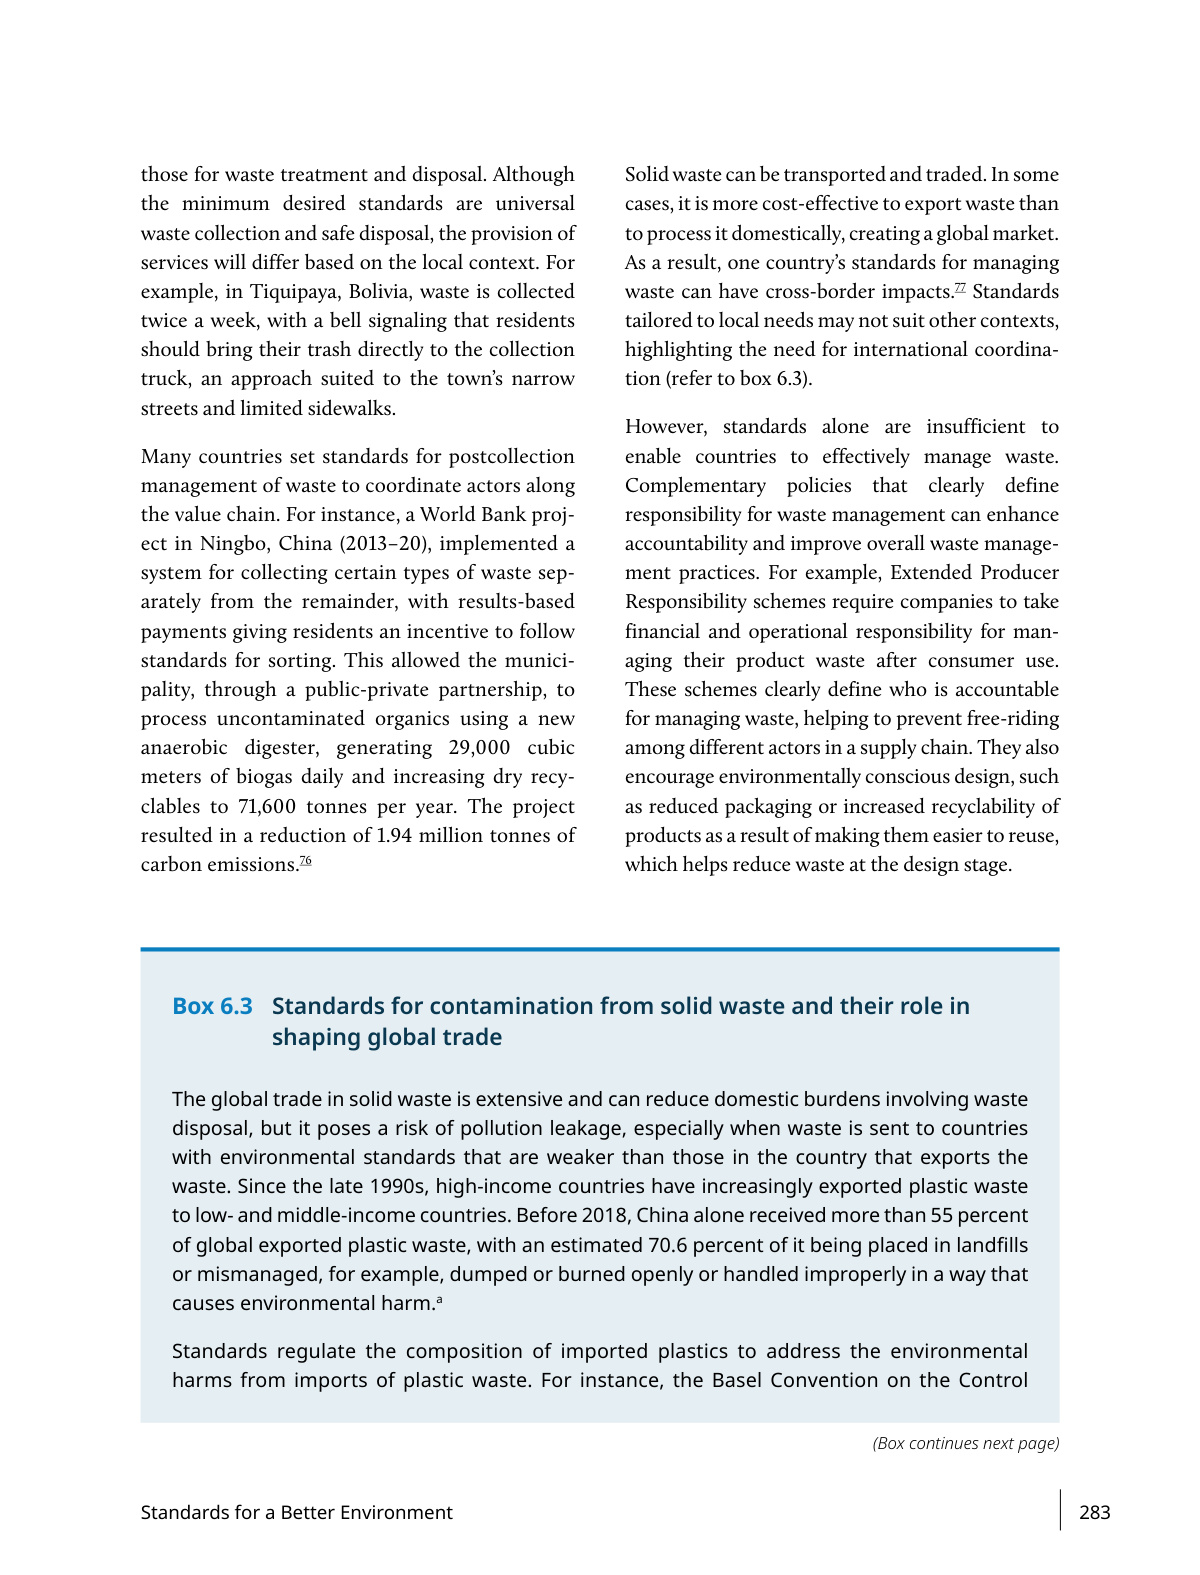 those for waste treatment and disposal. Although
the minimum desired standards are universal
waste collection and safe disposal, the provision of
services will differ based on the local context. For
example, in Tiquipaya, Bolivia, waste is collected
twice a week, with a bell signaling that residents
should bring their trash directly to the collection
truck, an approach suited to the town’s narrow
streets and limited sidewalks.
Many countries set standards for postcollection
management of waste to coordinate actors along
the value chain. For instance, a World Bank proj-
ect in Ningbo, China (2013–20), implemented a
system for collecting certain types of waste sep-
arately from the remainder, with results-based
payments giving residents an incentive to follow
standards for sorting. This allowed the munici-
pality, through a public-private partnership, to
process uncontaminated organics using a new
anaerobic digester, generating 29,000 cubic
meters of biogas daily and increasing dry recy-
clables to 71,600 tonnes per year. The project
resulted in a reduction of 1.94 million tonnes of
carbon emissions.76
Solid waste can be transported and traded. In some
cases, it is more cost-effective to export waste than
to process it domestically, creating a global market.
As a result, one country’s standards for managing
waste can have cross-border impacts.77 Standards
tailored to local needs may not suit other contexts,
highlighting the need for international coordina-
tion (refer to box 6.3).
However, standards alone are insufficient to
enable countries to effectively manage waste.
Complementary policies that clearly define
responsibility for waste management can enhance
accountability and improve overall waste manage-
ment practices. For example, Extended Producer
Responsibility schemes require companies to take
financial and operational responsibility for man-
aging their product waste after consumer use.
These schemes clearly define who is accountable
for managing waste, helping to prevent free-riding
among different actors in a supply chain. They also
encourage environmentally conscious design, such
as reduced packaging or increased recyclability of
products as a result of making them easier to reuse,
which helps reduce waste at the design stage.
Box 6.3 Standards for contamination from solid waste and their role in
shaping global trade
The global trade in solid waste is extensive and can reduce domestic burdens involving waste
disposal, but it poses a risk of pollution leakage, especially when waste is sent to countries
with environmental standards that are weaker than those in the country that exports the
waste. Since the late 1990s, high-income countries have increasingly exported plastic waste
to low- and middle-income countries. Before 2018, China alone received more than 55 percent
of global exported plastic waste, with an estimated 70.6 percent of it being placed in landfills
or mismanaged, for example, dumped or burned openly or handled improperly in a way that
causes environmental harm.a
Standards regulate the composition of imported plastics to address the environmental
harms from imports of plastic waste. For instance, the Basel Convention on the Control
(Box continues next page)
Standards for a Better Environment
283